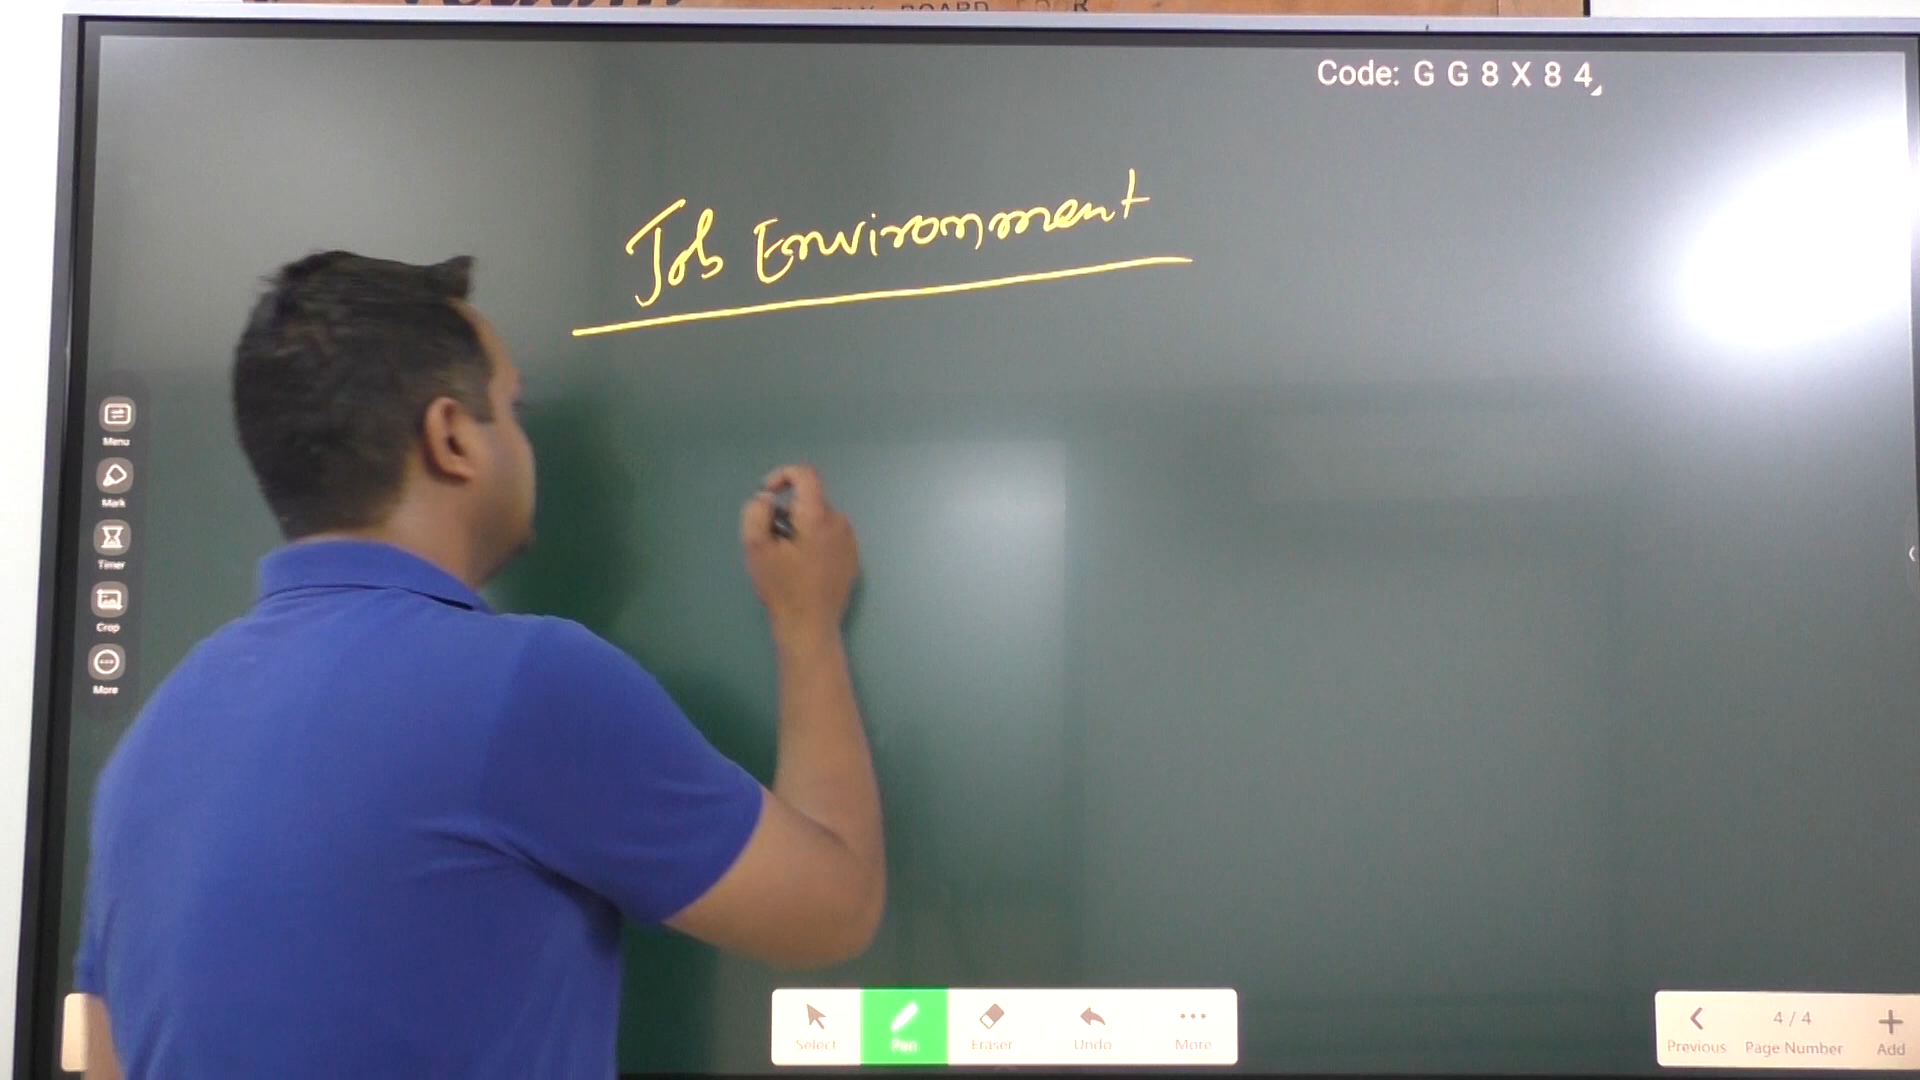 BOARD
Code: G G 8 X 8 4
Job Environment
Menu
Mark
Timer
Crop
More
Select
Pen
Eraser
Undo
More
Previous
4 / 4
Page Number
Add